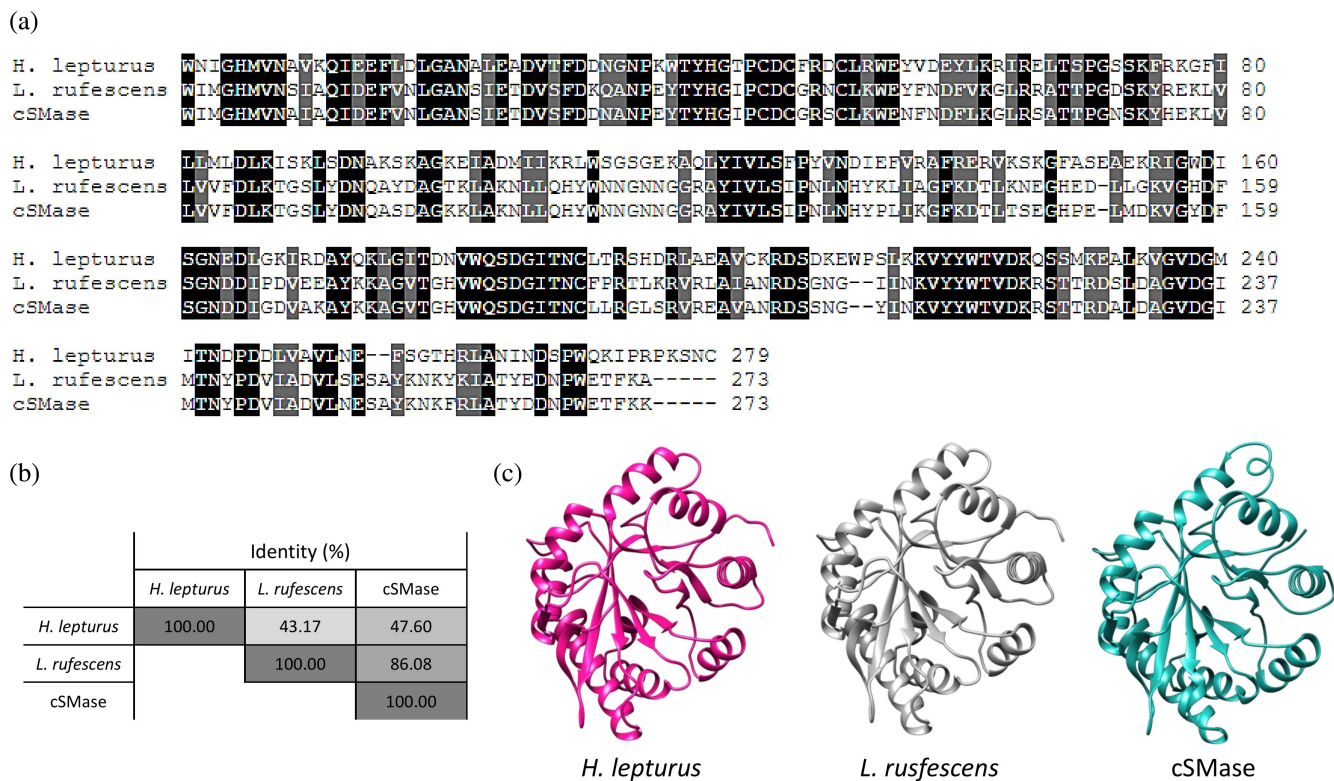 (a)
H. lepturus WNIGHMVNAVKQIEEFLDLGANALEADVTFDDNGNPKWTYHGTPCDCFRDCLRWEYVDEYLKRIRELTSPGSSKFRKGFI 80
L. rufescens WIMGHMVNSIAQIDEFVNLGANSIETDVSFDKQANPEYTYHGIPCDCGRNCLKWEYFNDFVKGLRRATTPGDSKYREKLV 80
cSMase WIMGHMVNAIAQIDEFVNLGANSIETDVSFDDNANPEYTYHGIPCDCGRSCLKWENFNDFLKGLRSATTPGNSKYHEKLV 80
H. lepturus LLMLDLKISKLSDNAKSKAGKEIADMIIKRLWSGSGEKAQLYIVLSFPYVNDIEFVRAFRERVKSKGFASEAEKRIGWDI 160
L. rufescens LVVFDLKTGSLYDNQAYDAGTKLAKNLLQHYWNNGNNGGRAYIVLSIPNLNHYKLIAGFKDTLKNEGHED-LLGKVGHDF 159
cSMase LVVFDLKTGSLYDNQASDAGKKLAKNLLQHYWNNGNNGGRAYIVLSIPNLNHYPLIKGFKDTLTSEGHPE-LMDKVGYDF 159
H. lepturus SGNEDLGKIRDAYQKLGITDNVWQSDGITNCLTRSHDRLAEAVCKRDSDKEWPSLKKVYYWTVDKQSSMKEALKVGVDGM 240
L. rufescens SGNDDIPDVEEAYKKAGVTGHVWQSDGITNCFPRTLKRVRLAIANRDSGNG--IINKVYYWTVDKRSTTRDSLDAGVDGI 237
cSMase SGNDDIGDVAKAYKKAGVTGHVWQSDGITNCLLRGLSRVREAVANRDSSNG--YINKVYYWTVDKRSTTRDALDAGVDGI 237
H. lepturus ITNDPDDLVAVLNE--FSGTHRLANINDSPWQKIPRPKSNC 279
L. rufescens MTNYPDVIADVLSESAYKNKYKIATYEDNPWETFKA----- 273
cSMase MTNYPDVIADVLNESAYKNKFRLATYDDNPWETFKK----- 273
(b)
Identity (%)
H. lepturus L. rufescens cSMase
H. lepturus 100.00 43.17 47.60
L. rufescens 100.00 86.08
cSMase 100.00
(c)
H. lepturus L. rusfescens cSMase